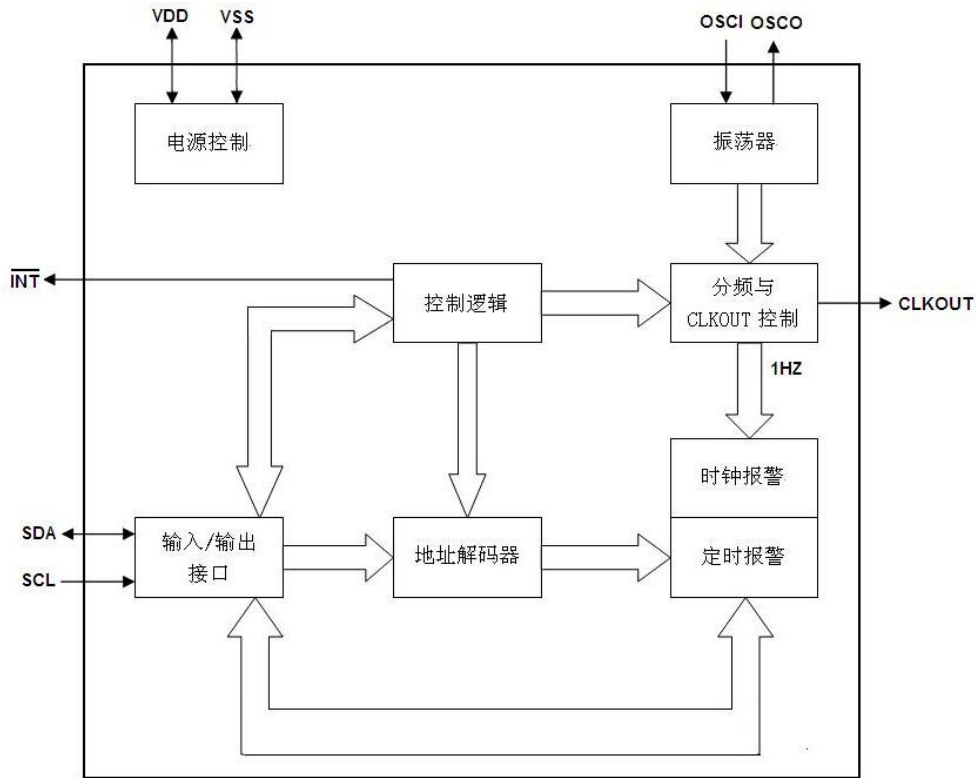 VDD
VSS
OSCI
OSCO
电源控制
振荡器
INT
控制逻辑
分频与
CLKOUT 控制
CLKOUT
1HZ
时钟报警
SDA
SCL
输入/输出
接口
地址解码器
定时报警